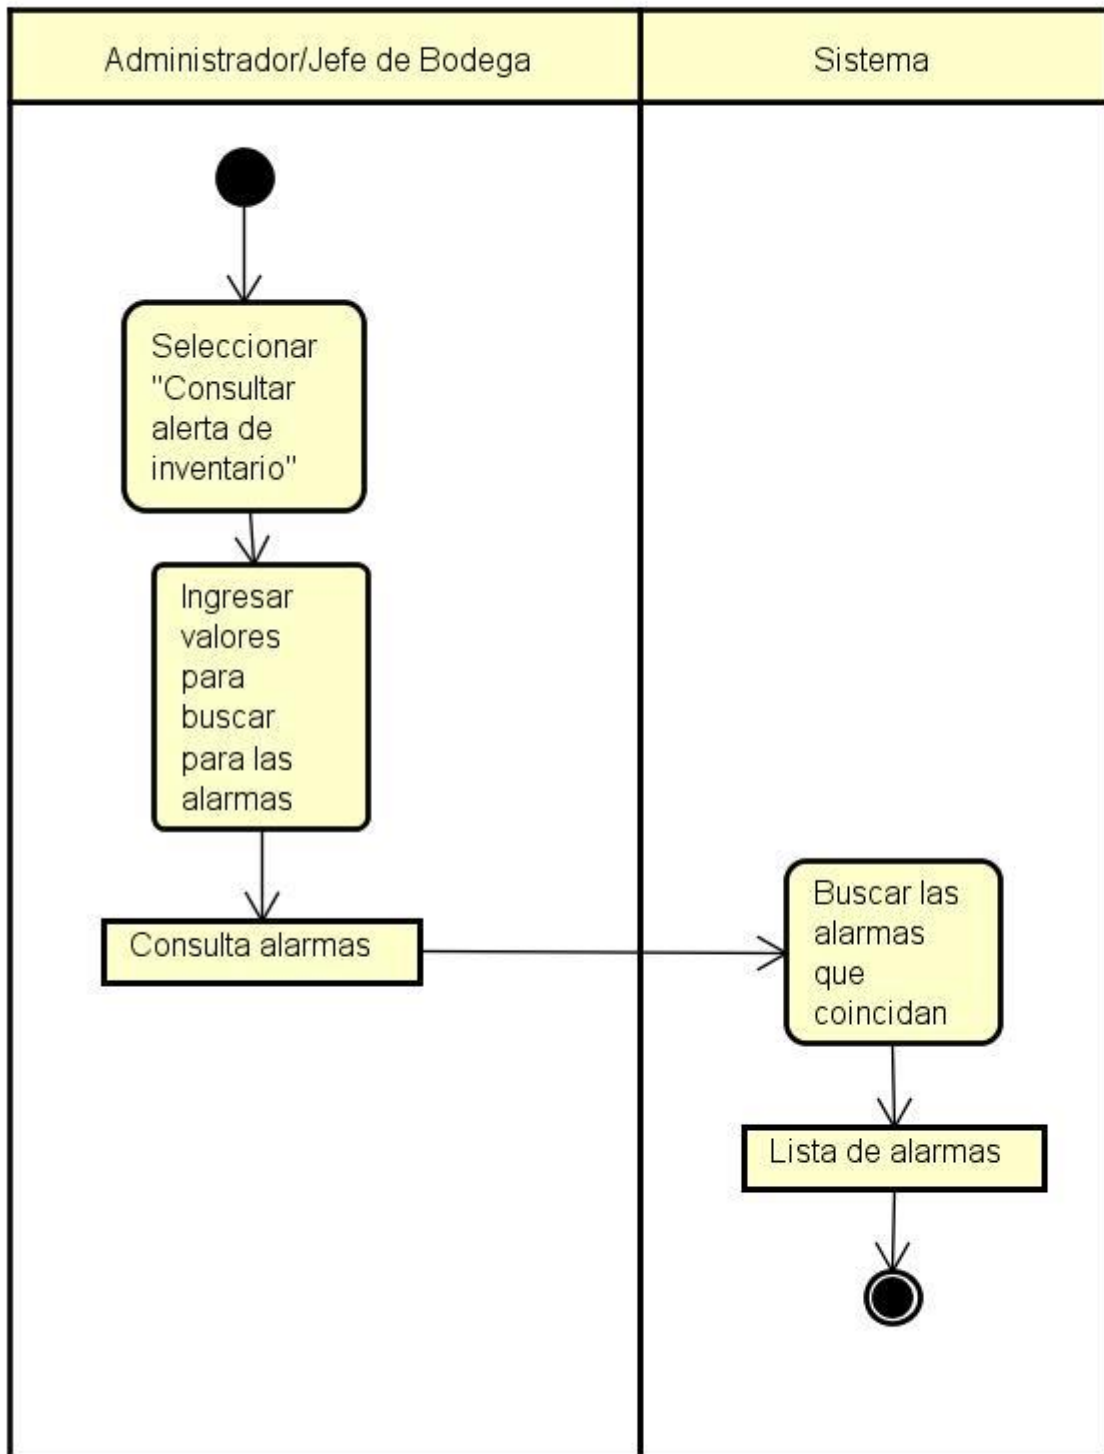 Administrador/Jefe de Bodega
Sistema
Seleccionar
"Consultar
alerta de
inventario"
Ingresar
valores
para
buscar
para las
alarmas
Consulta alarmas
Buscar las
alarmas
que
coincidan
Lista de alarmas